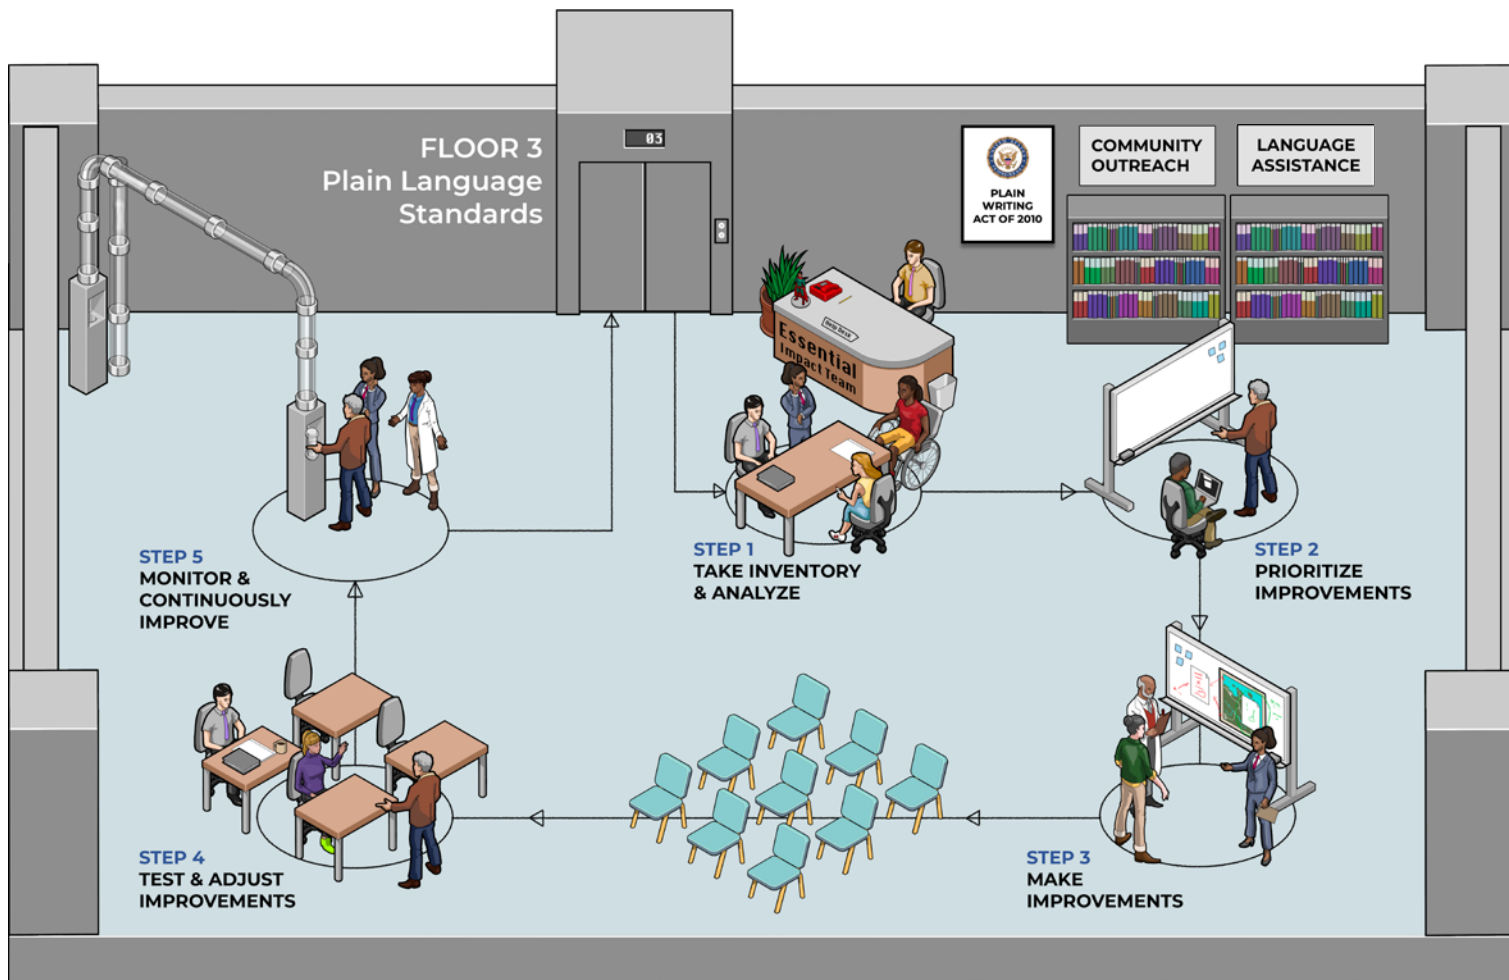 FLOOR 3
Plain Language
Standards
03
PLAIN
WRITING
ACT OF 2010
COMMUNITY
OUTREACH
LANGUAGE
ASSISTANCE
Help Desk
Essential
Impact Team
STEP 1
TAKE INVENTORY
& ANALYZE
STEP 2
PRIORITIZE
IMPROVEMENTS
STEP 3
MAKE
IMPROVEMENTS
STEP 4
TEST & ADJUST
IMPROVEMENTS
STEP 5
MONITOR &
CONTINUOUSLY
IMPROVE